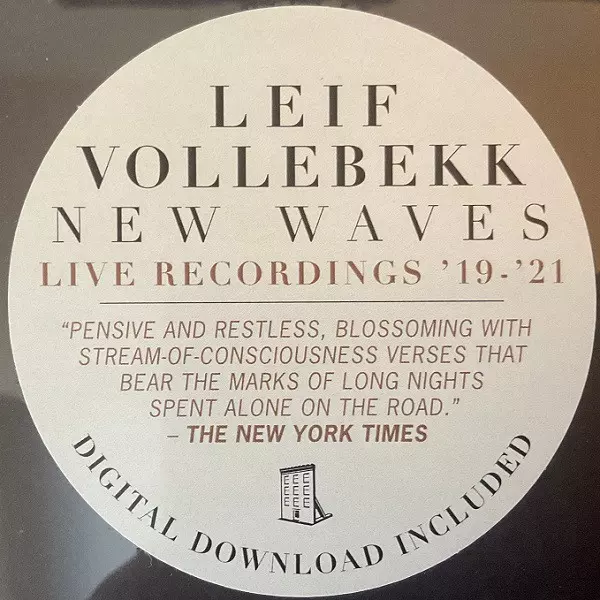 LEIF
VOLLEBEKK
NEW WAVES
LIVE RECORDINGS ’19-’21
“PENSIVE AND RESTLESS, BLOSSOMING WITH
STREAM-OF-CONSCIOUSNESS VERSES THAT
BEAR THE MARKS OF LONG NIGHTS
SPENT ALONE ON THE ROAD.”
– THE NEW YORK TIMES
DIGITAL DOWNLOAD INCLUDED